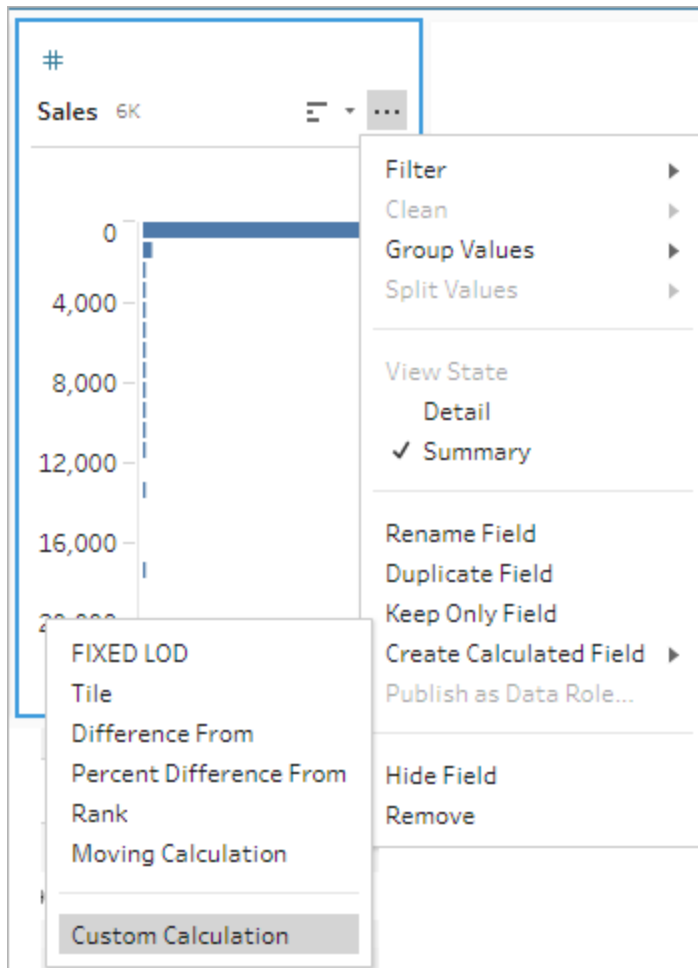 #
Sales 6K
...
0
4,000
8,000
12,000
16,000
Filter
Clean
Group Values
Split Values
View State
Detail
✓ Summary
Rename Field
Duplicate Field
Keep Only Field
Create Calculated Field
Publish as Data Role...
Hide Field
Remove
FIXED LOD
Tile
Difference From
Percent Difference From
Rank
Moving Calculation
Custom Calculation